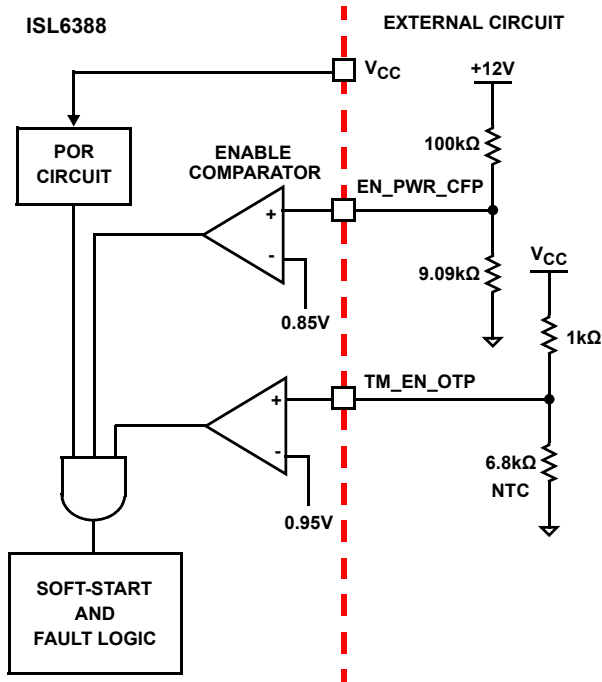 ISL6388
EXTERNAL CIRCUIT
VCC
+12V
POR
CIRCUIT
ENABLE
COMPARATOR
100kΩ
EN_PWR_CFP
+
-
0.85V
9.09kΩ
VCC
1kΩ
TM_EN_OTP
+
-
0.95V
6.8kΩ
NTC
SOFT-START
AND
FAULT LOGIC